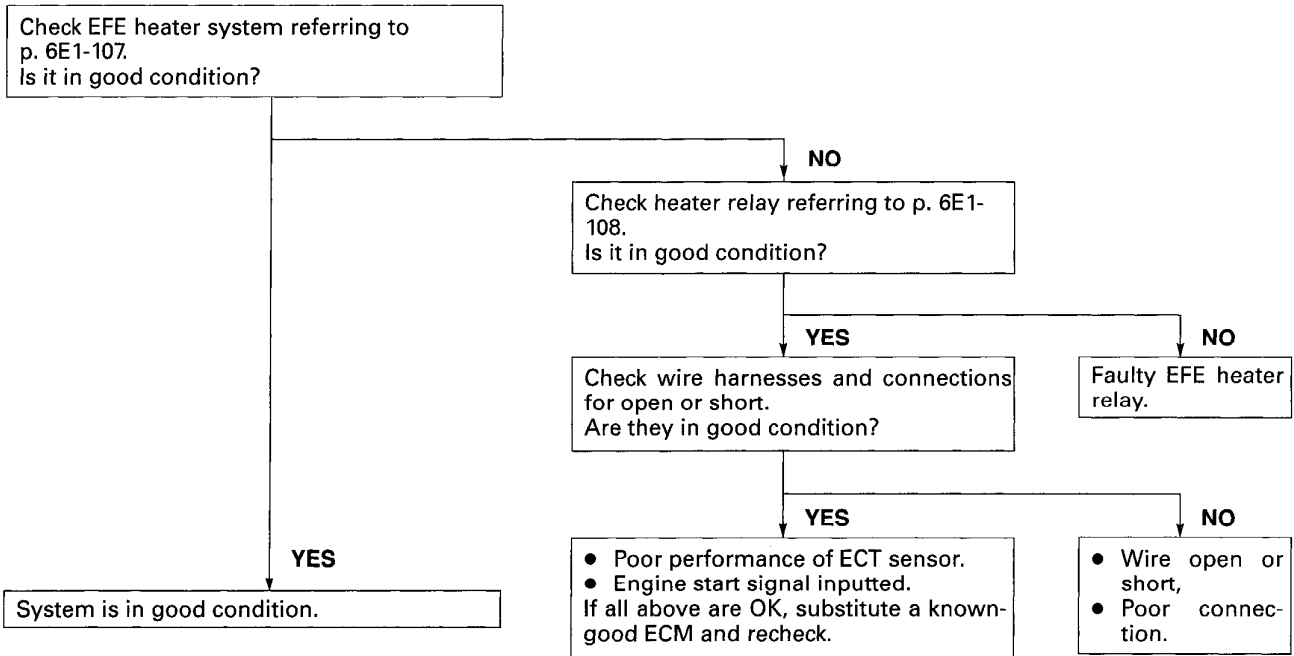 Check EFE heater system referring to
p. 6E1-107.
Is it in good condition?
NO
Check heater relay referring to p. 6E1-
108.
Is it in good condition?
YES
NO
Check wire harnesses and connections
for open or short.
Are they in good condition?
Faulty EFE heater
relay.
YES
NO
YES
● Poor performance of ECT sensor.
● Engine start signal inputted.
If all above are OK, substitute a known-
good ECM and recheck.
● Wire open or
short,
● Poor connec-
tion.
System is in good condition.